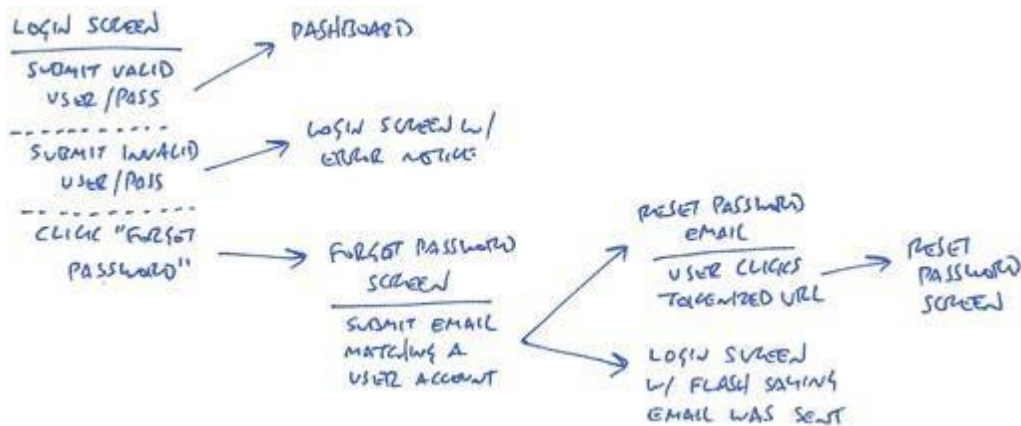 LOGIN SCREEN
SUBMIT VALID
USER/PASS
DASHBOARD
SUBMIT INVALID
USER/PASS
LOGIN SCREEN W/
ERROR NOTICE
CLICK "FORGOT
PASSWORD"
FORGOT PASSWORD
SCREEN
SUBMIT EMAIL
MATCHING A
USER ACCOUNT
RESET PASSWORD
EMAIL
USER CLICKS
TOKENIZED URL
RESET
PASSWORD
SCREEN
LOGIN SCREEN
W/ FLASH SAYING
EMAIL WAS SENT